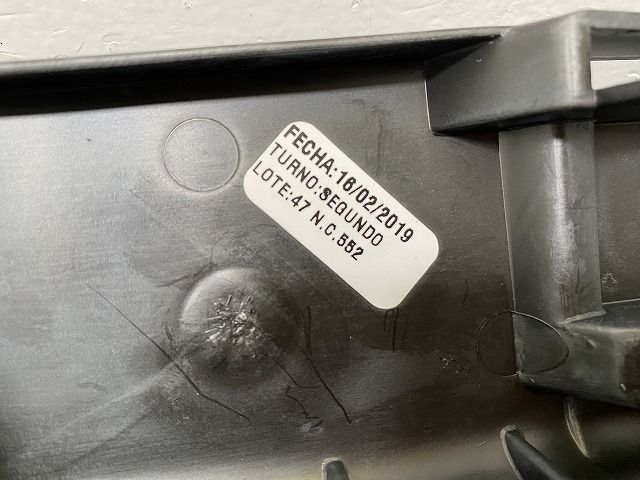 FECHA:16/02/2019
TURNO:SEGUNDO
LOTE:47 N.C.552